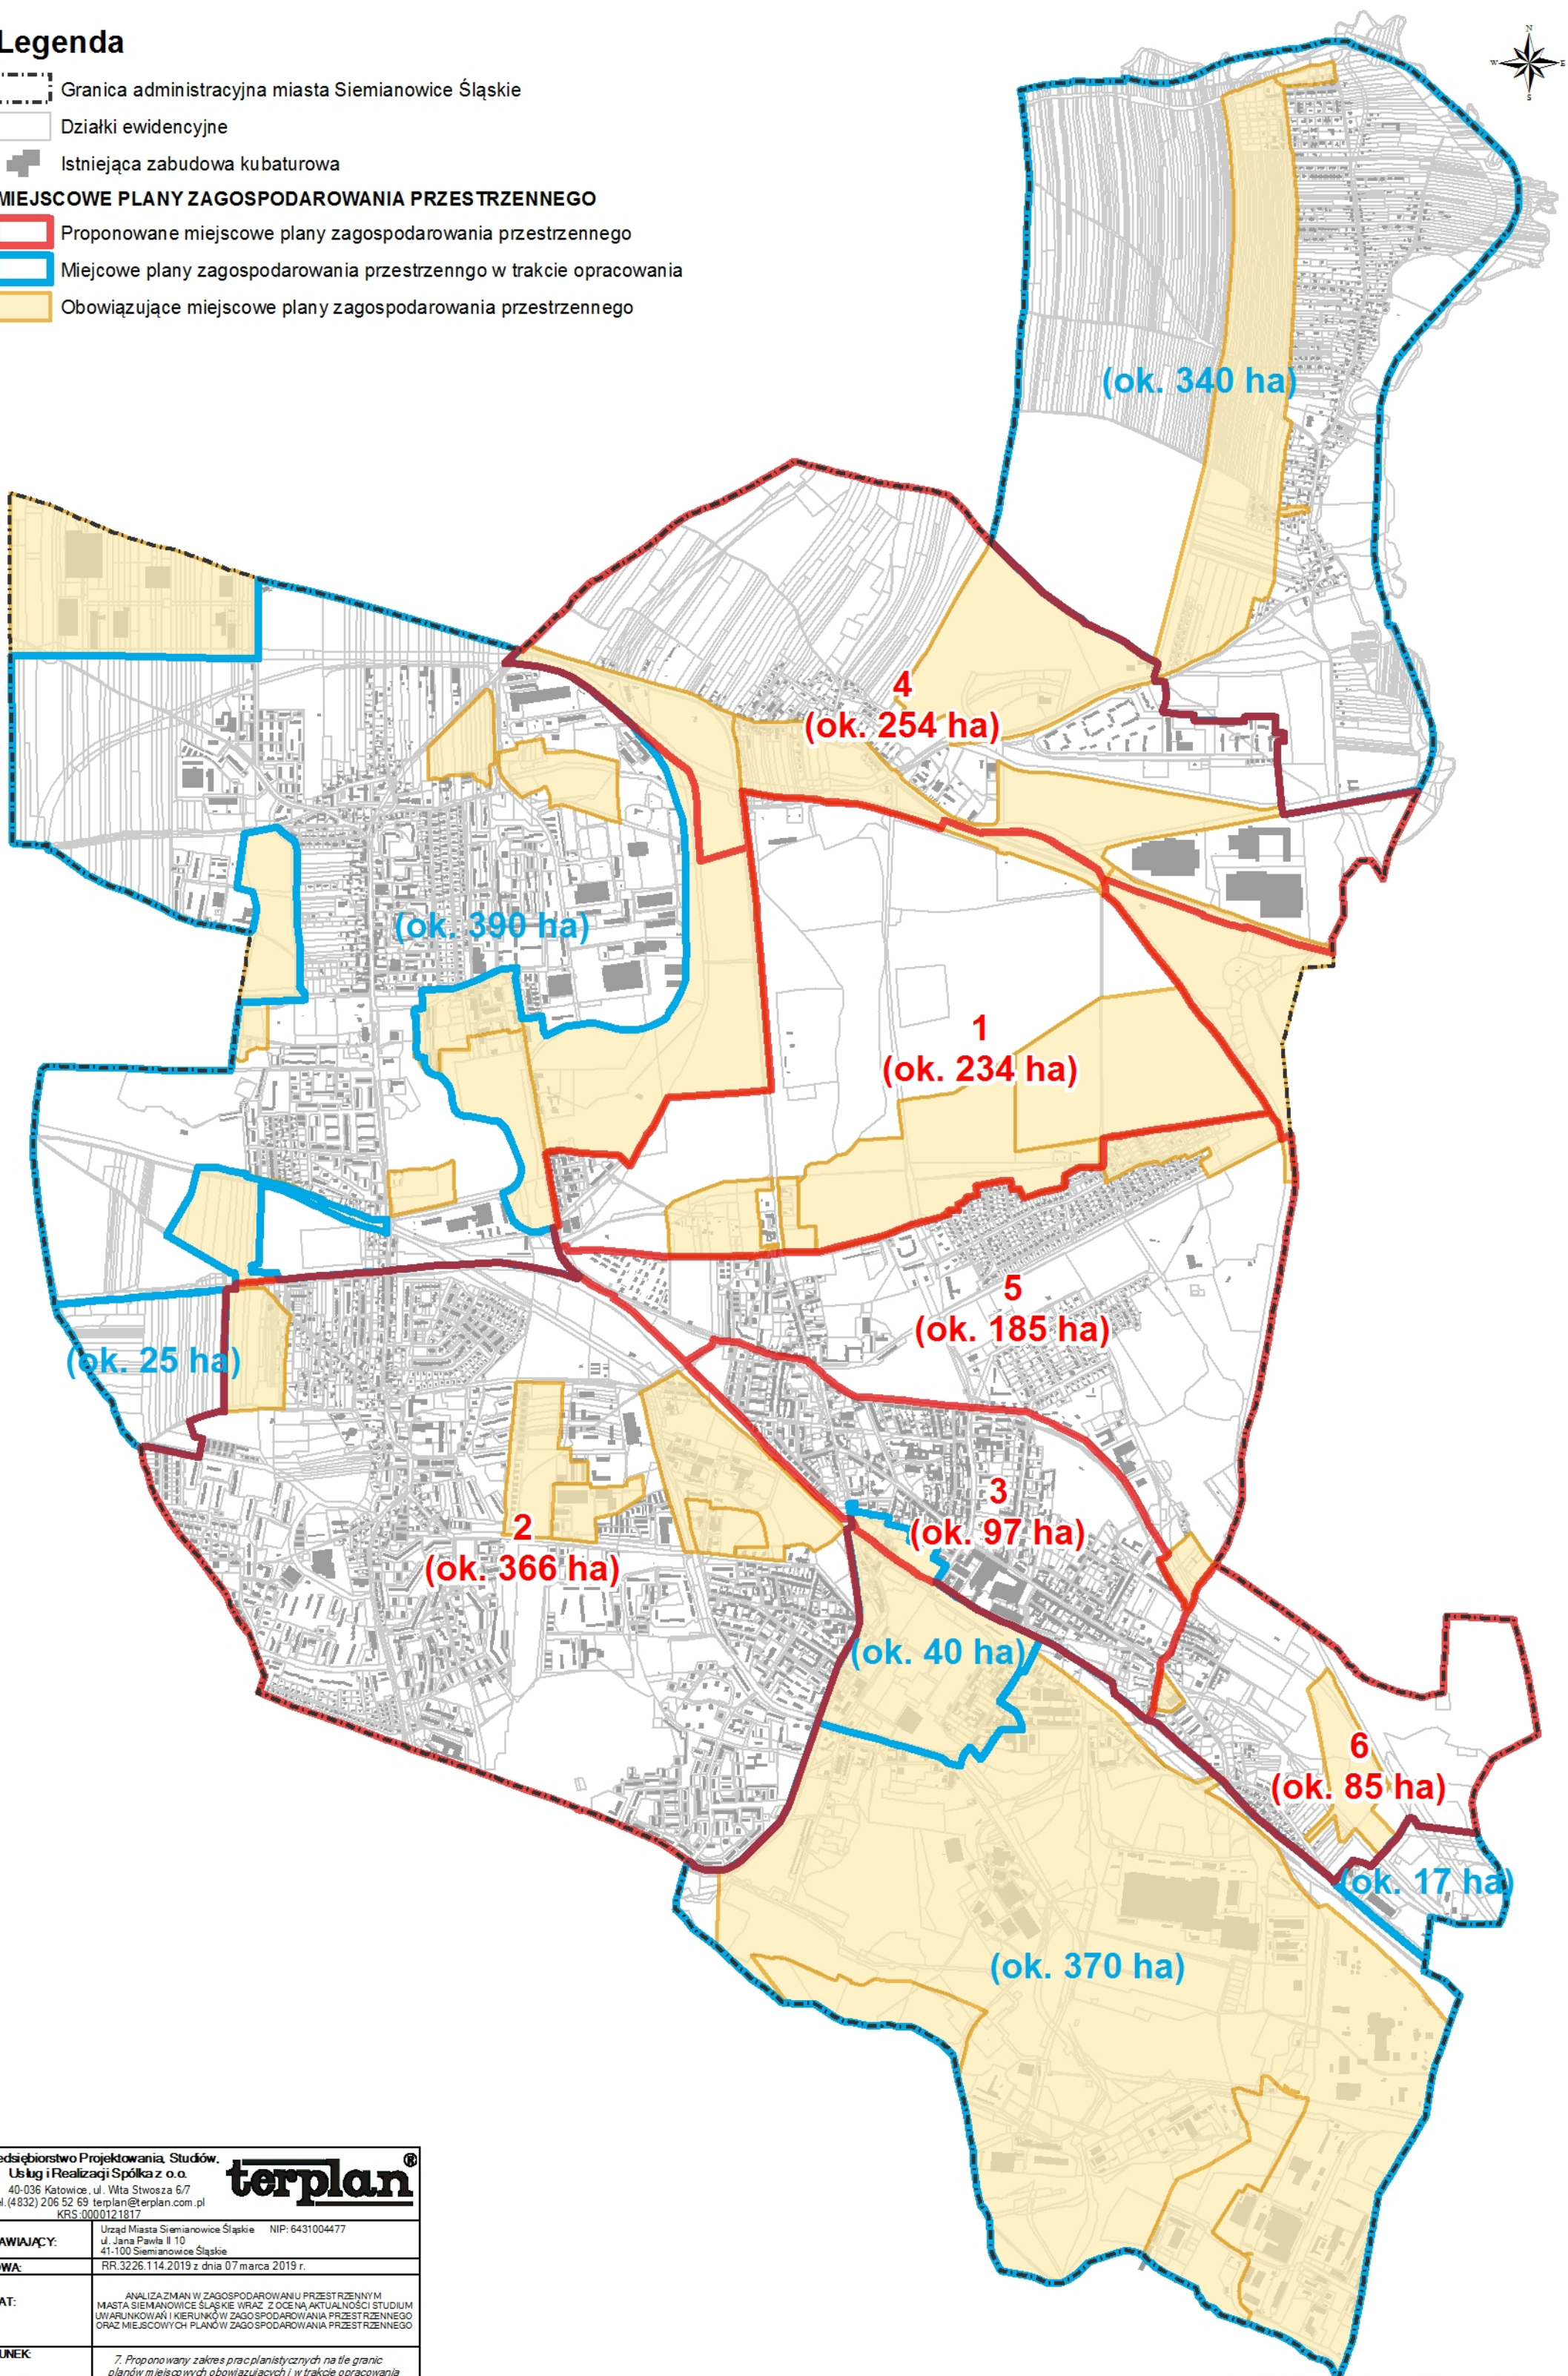 Legenda
Granica administracyjna miasta Siemianowice Śląskie
Działki ewidencyjne
Istniejąca zabudowa kubaturowa
MIEJSCOWE PLANY ZAGOSPODAROWANIA PRZESTRZENNEGO
Proponowane miejscowe plany zagospodarowania przestrzennego
Miejcowe plany zagospodarowania przestrzenngo w trakcie opracowania
Obowiązujące miejscowe plany zagospodarowania przestrzennego
N
W E
S
(ok. 340 ha)
4
(ok. 254 ha)
(ok. 390 ha)
1
(ok. 234 ha)
5
(ok. 185 ha)
(ok. 25 ha)
3
(ok. 97 ha)
2
(ok. 366 ha)
(ok. 40 ha)
6
(ok. 85 ha)
(ok. 17 ha)
(ok. 370 ha)
edsiębiorstwo Projektowania, Studiów,
Usług i Realizacji Spółka z o.o.
40-036 Katowice, ul. Wita Stwosza 6/7
el.(4832) 206 52 69 terplan@terplan.com.pl
KRS:0000121817
terplan®
AWIAJĄCY:
Urząd Miasta Siemianowice Śląskie NIP: 6431004477
ul. Jana Pawła II 10
41-100 Siemianowice Śląskie
OWA:
RR.3226.114.2019 z dnia 07 marca 2019 r.
AT:
ANALIZA ZMIAN W ZAGOSPODAROWANIU PRZESTRZENNYM
MIASTA SIEMIANOWICE ŚLĄSKIE WRAZ Z OCENĄ AKTUALNOŚCI STUDIUM
UWARUNKOWAŃ I KIERUNKÓW ZAGOSPODAROWANIA PRZESTRZENNEGO
ORAZ MIEJSCOWYCH PLANÓW ZAGOSPODAROWANIA PRZESTRZENNEGO
UNEK:
7. Proponowany zakres prac planistycznych na tle granic
planów miejscowych obowiązujących i w trakcie opracowania